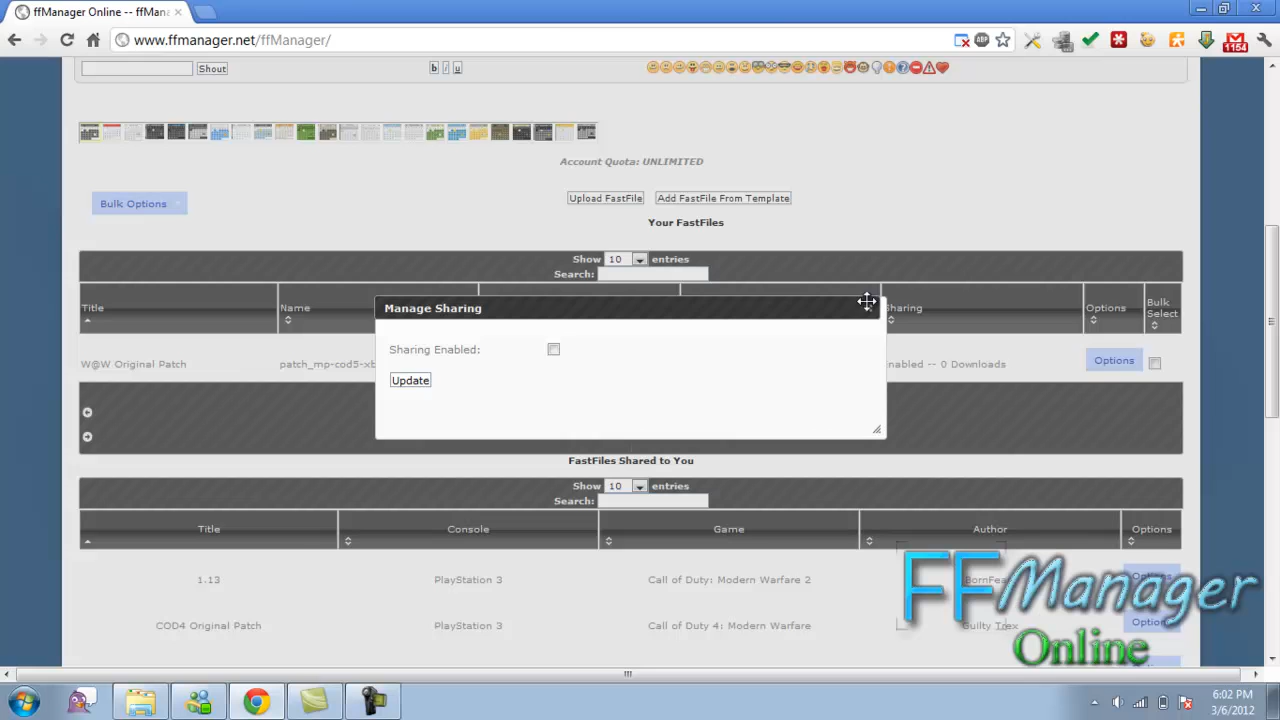 ffManager Online -- ffMan
www.ffmanager.net/ffManager/
ABP
1154
Shout
b i u
Account Quota: UNLIMITED
Bulk Options
Upload FastFile
Add FastFile From Template
Your FastFiles
Show 10 entries
Search:
Title
Name
Sharing
Options
Bulk Select
Manage Sharing
Sharing Enabled:
Update
W@W Original Patch
patch_mp-cod5-xb
nabled -- 0 Downloads
Options
FastFiles Shared to You
Show 10 entries
Search:
Title
Console
Game
Author
Options
1.13
PlayStation 3
Call of Duty: Modern Warfare 2
BornFea
COD4 Original Patch
PlayStation 3
Call of Duty 4: Modern Warfare
Guilty Trex
Option
FFManager
Online
6:02 PM
3/6/2012